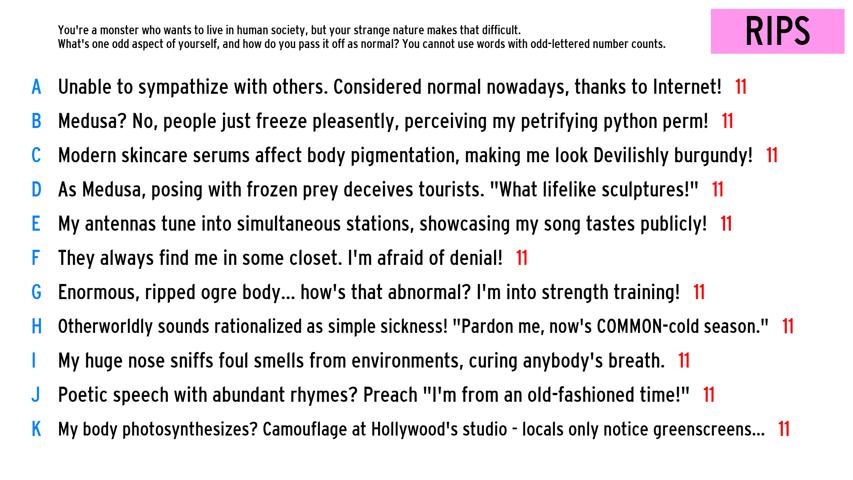 You're a monster who wants to live in human society, but your strange nature makes that difficult.
What's one odd aspect of yourself, and how do you pass it off as normal? You cannot use words with odd-lettered number counts.
RIPS
A Unable to sympathize with others. Considered normal nowadays, thanks to Internet! 11
B Medusa? No, people just freeze pleasently, perceiving my petrifying python perm! 11
C Modern skincare serums affect body pigmentation, making me look Devilishly burgundy! 11
D As Medusa, posing with frozen prey deceives tourists. "What lifelike sculptures!" 11
E My antennas tune into simultaneous stations, showcasing my song tastes publicly! 11
F They always find me in some closet. I'm afraid of denial! 11
G Enormous, ripped ogre body... how's that abnormal? I'm into strength training! 11
H Otherworldly sounds rationalized as simple sickness! "Pardon me, now's COMMON-cold season." 11
I My huge nose sniffs foul smells from environments, curing anybody's breath. 11
J Poetic speech with abundant rhymes? Preach "I'm from an old-fashioned time!" 11
K My body photosynthesizes? Camouflage at Hollywood's studio - locals only notice greenscreens... 11